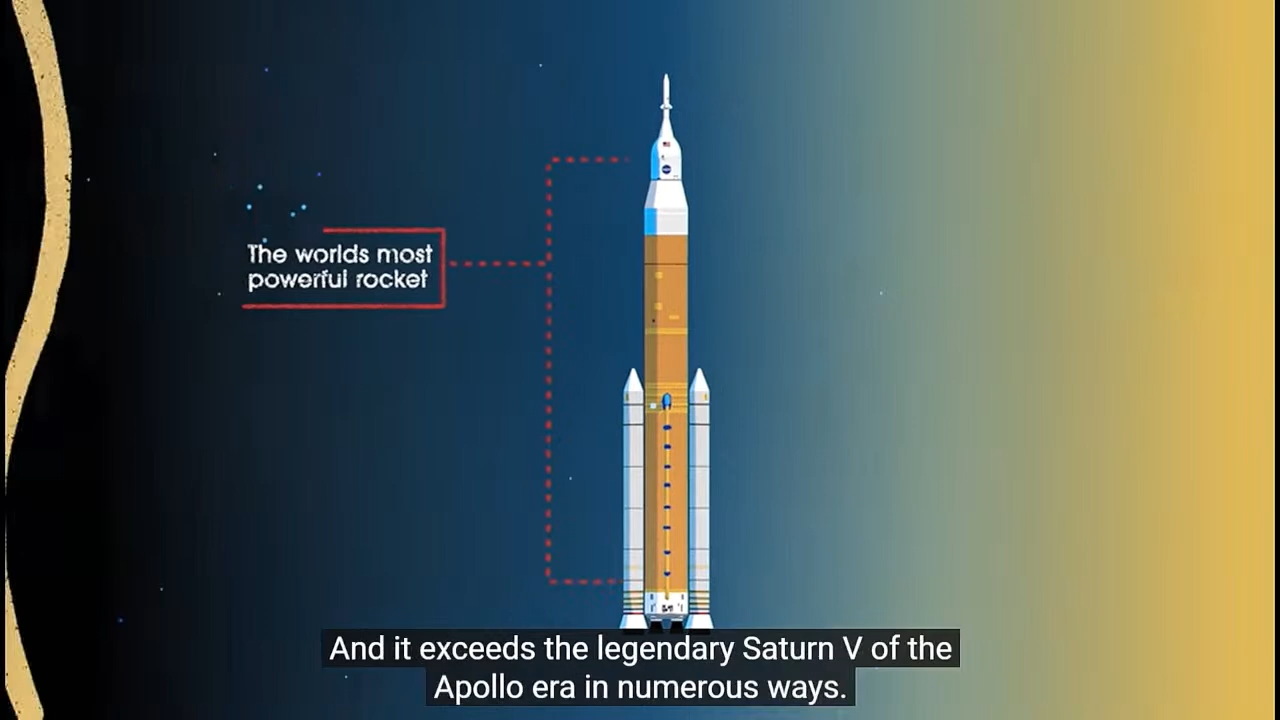 The worlds most
powerful rocket
And it exceeds the legendary Saturn V of the
Apollo era in numerous ways.